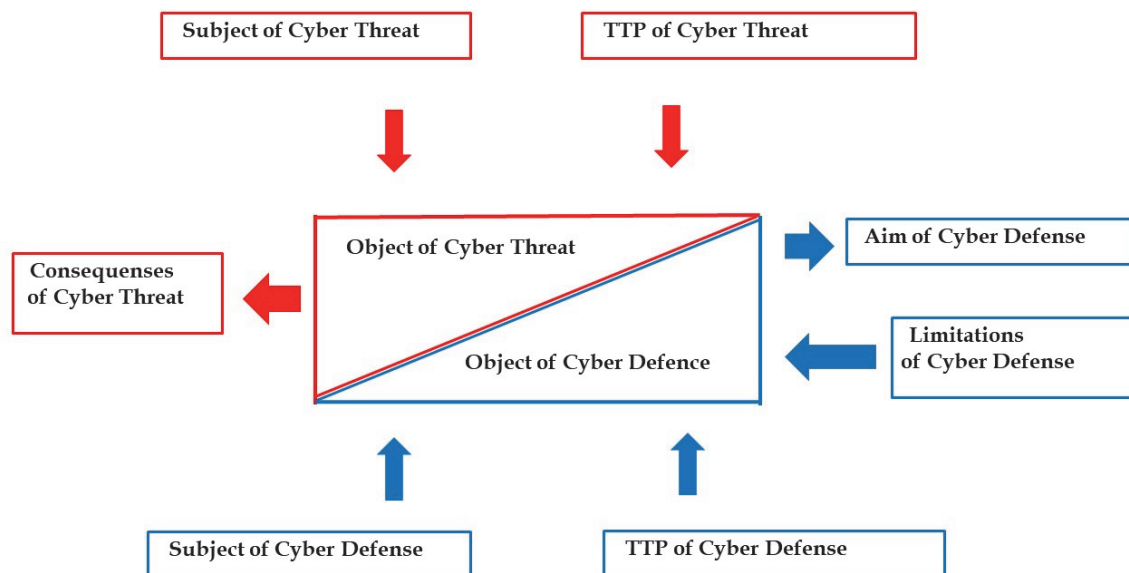 Subject of Cyber Threat
TTP of Cyber Threat
Object of Cyber Threat
Aim of Cyber Defense
Consequenses
of Cyber Threat
Limitations
of Cyber Defense
Object of Cyber Defence
Subject of Cyber Defense
TTP of Cyber Defense